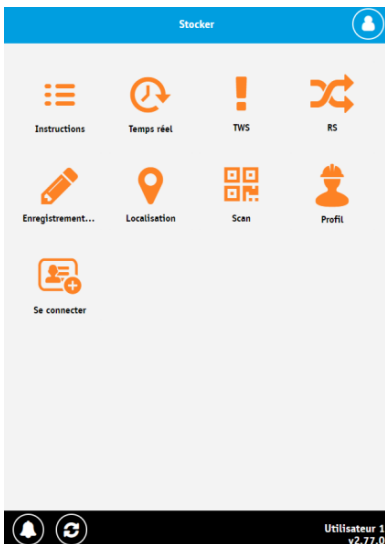 Stocker
Instructions
Temps réel
TWS
RS
Enregistrement...
Localisation
Scan
Profil
Se connecter
Utilisateur 1
v2.77.0